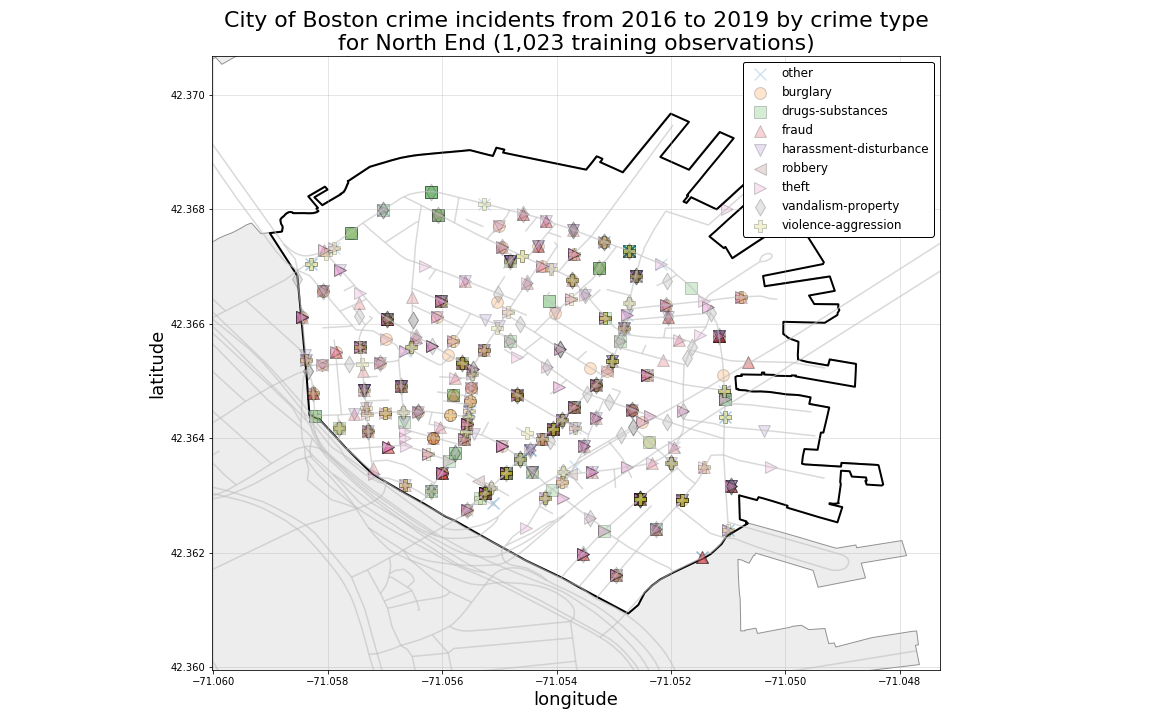 City of Boston crime incidents from 2016 to 2019 by crime type
for North End (1,023 training observations)
other
burglary
drugs-substances
fraud
harassment-disturbance
robbery
theft
vandalism-property
violence-aggression
latitude
42.370
42.368
42.366
42.364
42.362
42.360
−71.060
−71.058
−71.056
−71.054
−71.052
−71.050
−71.048
longitude